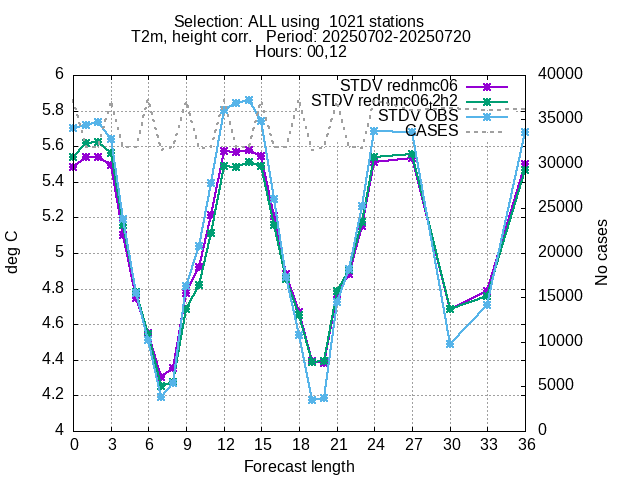 Selection: ALL using  1021 stations
T2m, height corr.   Period: 20250702-20250720
Hours: 00,12
STDV rednmc06
STDV rednmc06,2h2
STDV OBS
CASES
6
5.8
5.6
5.4
5.2
5
4.8
4.6
4.4
4.2
4
40000
35000
30000
25000
20000
15000
10000
5000
0
deg C
No cases
0 3 6 9 12 15 18 21 24 27 30 33 36
Forecast length